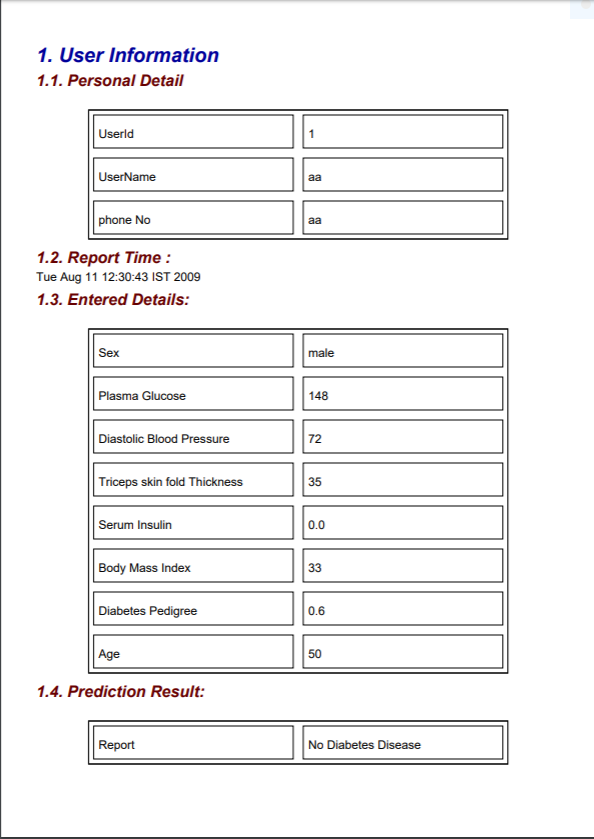 1. User Information
1.1. Personal Detail
UserId 1
UserName aa
phone No aa
1.2. Report Time :
Tue Aug 11 12:30:43 IST 2009
1.3. Entered Details:
Sex male
Plasma Glucose 148
Diastolic Blood Pressure 72
Triceps skin fold Thickness 35
Serum Insulin 0.0
Body Mass Index 33
Diabetes Pedigree 0.6
Age 50
1.4. Prediction Result:
Report No Diabetes Disease